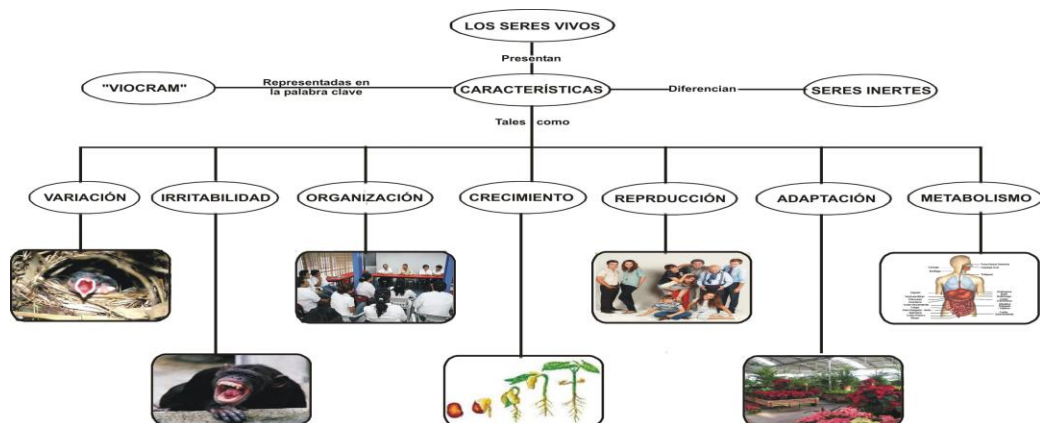 LOS SERES VIVOS
Presentan
"VIOCRAM"
Representadas en
la palabra clave
CARACTERÍSTICAS
Diferencian
SERES INERTES
Tales como
VARIACIÓN
IRRITABILIDAD
ORGANIZACIÓN
CRECIMIENTO
REPRDUCCIÓN
ADAPTACIÓN
METABOLISMO